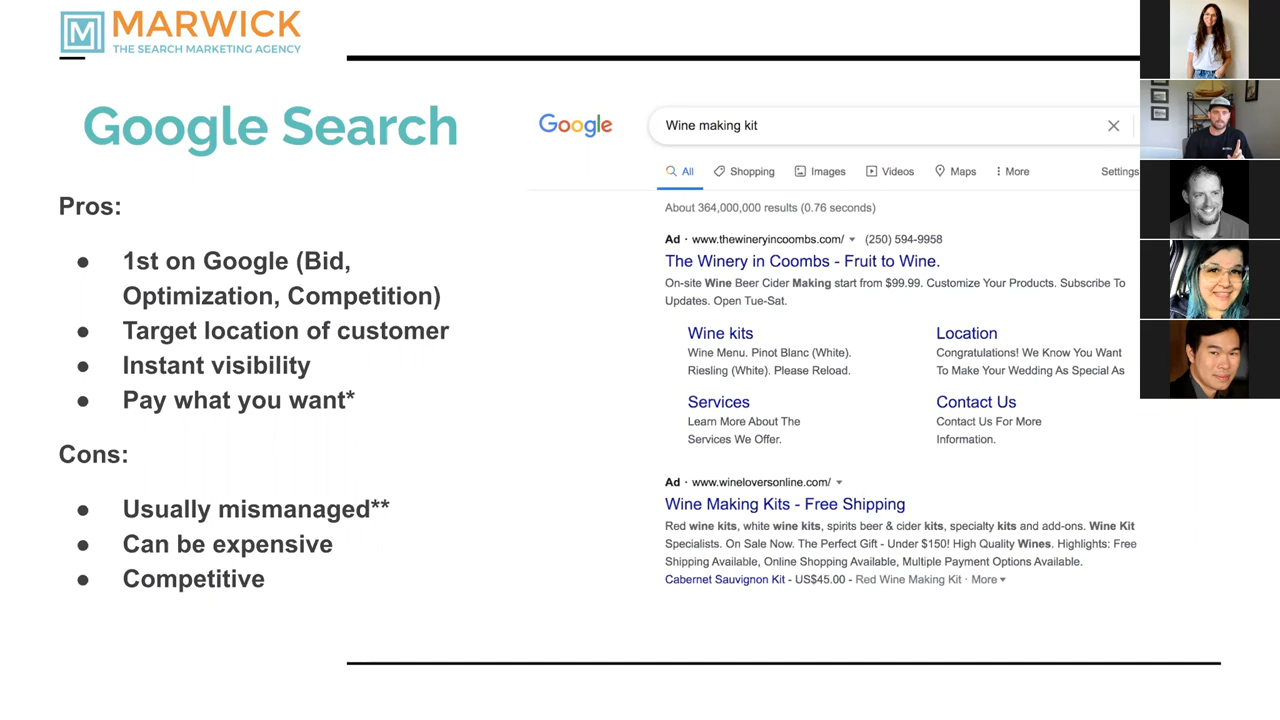 MARWICK
THE SEARCH MARKETING AGENCY
Google Search
Pros:
● 1st on Google (Bid,
Optimization, Competition)
● Target location of customer
● Instant visibility
● Pay what you want*
Cons:
● Usually mismanaged**
● Can be expensive
● Competitive
Google
Wine making kit
All Shopping Images Videos Maps More Settings
About 364,000,000 results (0.76 seconds)
Ad · www.thewineryincoombs.com/ (250) 594-9958
The Winery in Coombs - Fruit to Wine.
On-site Wine Beer Cider Making start from $99.99. Customize Your Products. Subscribe To
Updates. Open Tue-Sat.
Wine kits
Wine Menu. Pinot Blanc (White).
Riesling (White). Please Reload.
Location
Congratulations! We Know You Want
To Make Your Wedding As Special As
Services
Learn More About The
Services We Offer.
Contact Us
Contact Us For More
Information.
Ad · www.wineloversonline.com/
Wine Making Kits - Free Shipping
Red wine kits, white wine kits, spirits beer & cider kits, specialty kits and add-ons. Wine Kit
Specialists. On Sale Now. The Perfect Gift - Under $150! High Quality Wines. Highlights: Free
Shipping Available, Online Shopping Available, Multiple Payment Options Available.
Cabernet Sauvignon Kit - US$45.00 - Red Wine Making Kit · More